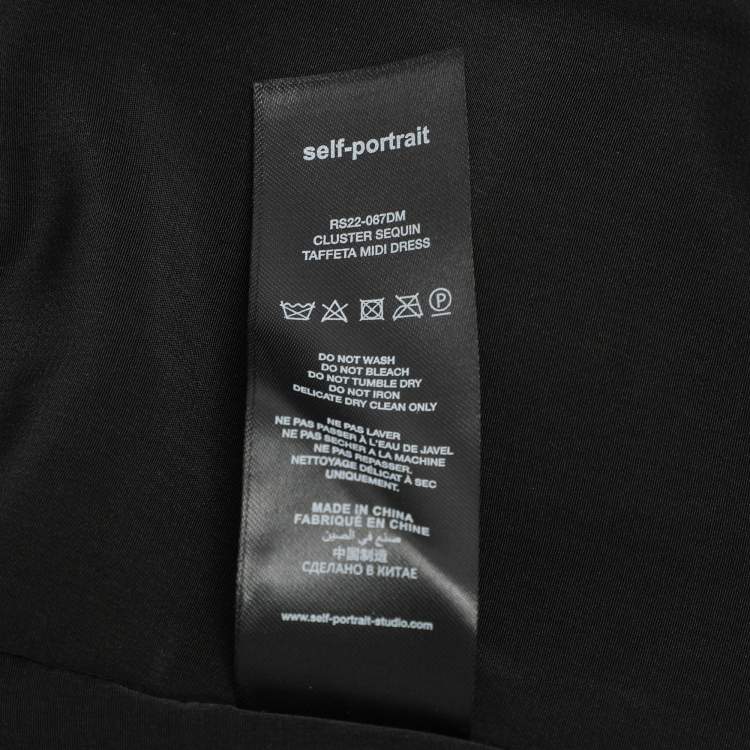 self-portrait
RS22-067DM
CLUSTER SEQUIN
TAFFETA MIDI DRESS
P
DO NOT WASH
DO NOT BLEACH
DO NOT TUMBLE DRY
DO NOT IRON
DELICATE DRY CLEAN ONLY
NE PAS LAVER
NE PAS PASSER À L'EAU DE JAVEL
NE PAS SECHER A LA MACHINE
NE PAS REPASSER.
NETTOYAGE DÉLICAT À SEC
UNIQUEMENT.
MADE IN CHINA
FABRIQUÉ EN CHINE
صنع في الصين
中国制造
СДЕЛАНО В КИТАЕ
www.self-portrait-studio.com